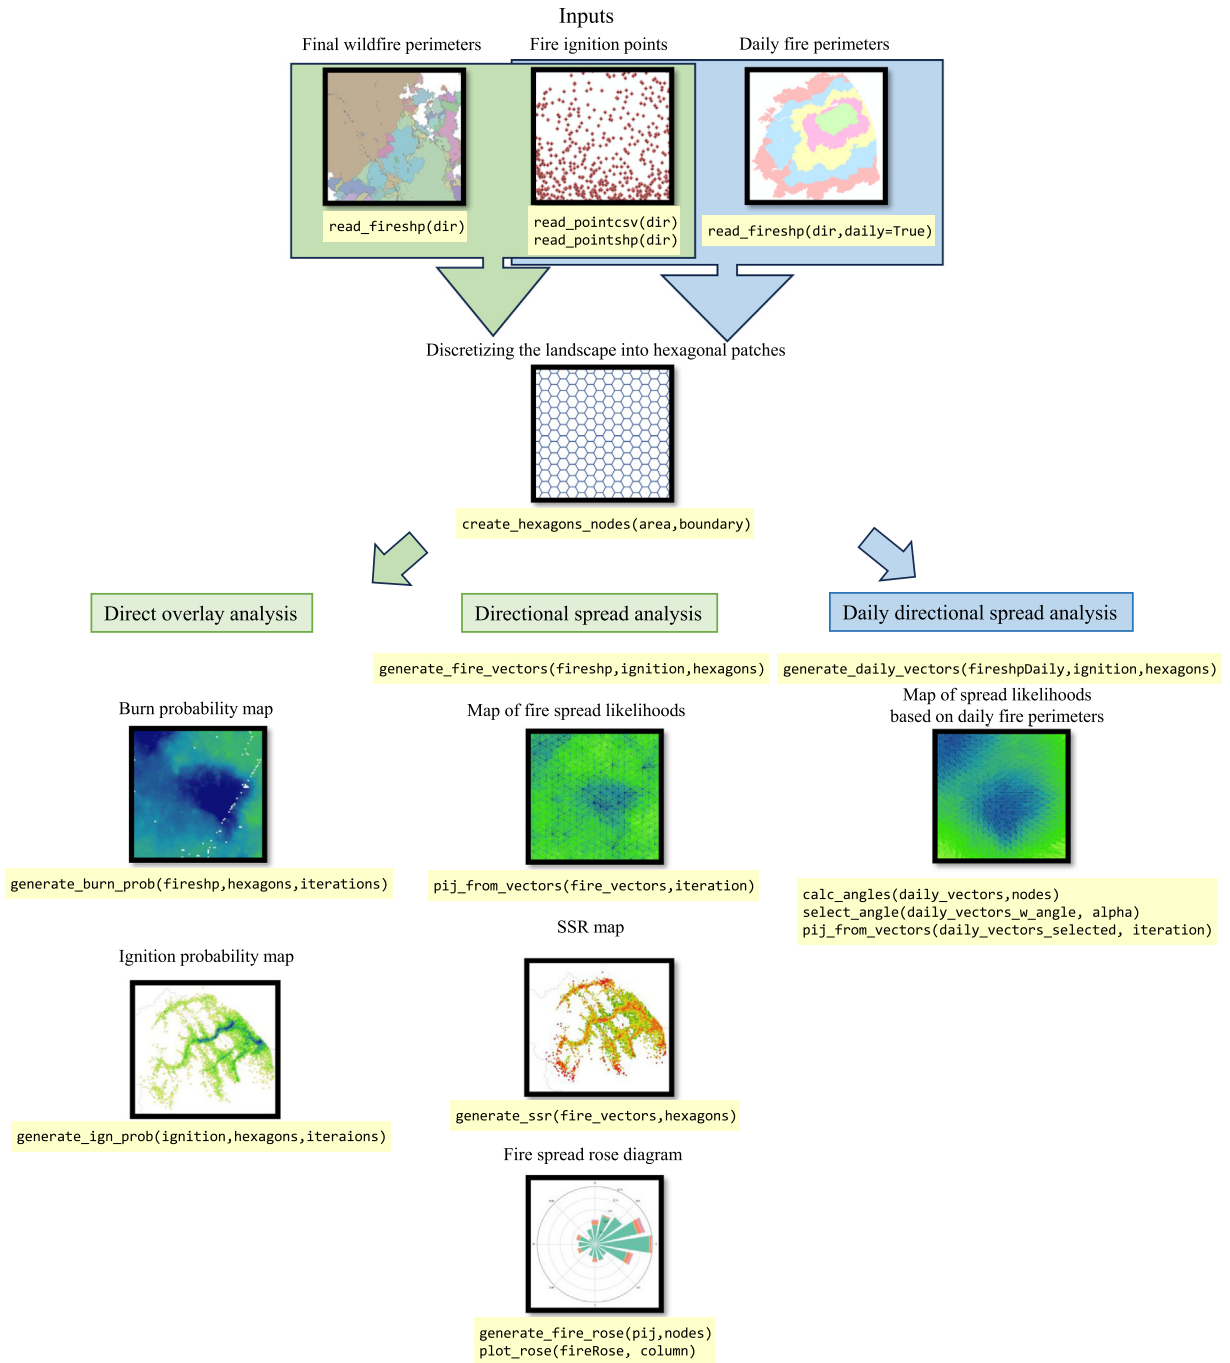 Inputs
Final wildfire perimeters
Fire ignition points
Daily fire perimeters
read_fireshp(dir)
read_pointcsv(dir)
read_pointshp(dir)
read_fireshp(dir,daily=True)
Discretizing the landscape into hexagonal patches
create_hexagons_nodes(area,boundary)
Direct overlay analysis
Directional spread analysis
Daily directional spread analysis
generate_fire_vectors(fireshp,ignition,hexagons)
generate_daily_vectors(fireshpDaily,ignition,hexagons)
Burn probability map
Map of fire spread likelihoods
Map of spread likelihoods
based on daily fire perimeters
generate_burn_prob(fireshp,hexagons,iterations)
pij_from_vectors(fire_vectors,iteration)
calc_angles(daily_vectors,nodes)
select_angle(daily_vectors_w_angle, alpha)
pij_from_vectors(daily_vectors_selected, iteration)
Ignition probability map
SSR map
generate_ign_prob(ignition,hexagons,iteraions)
generate_ssr(fire_vectors,hexagons)
Fire spread rose diagram
generate_fire_rose(pij,nodes)
plot_rose(fireRose, column)